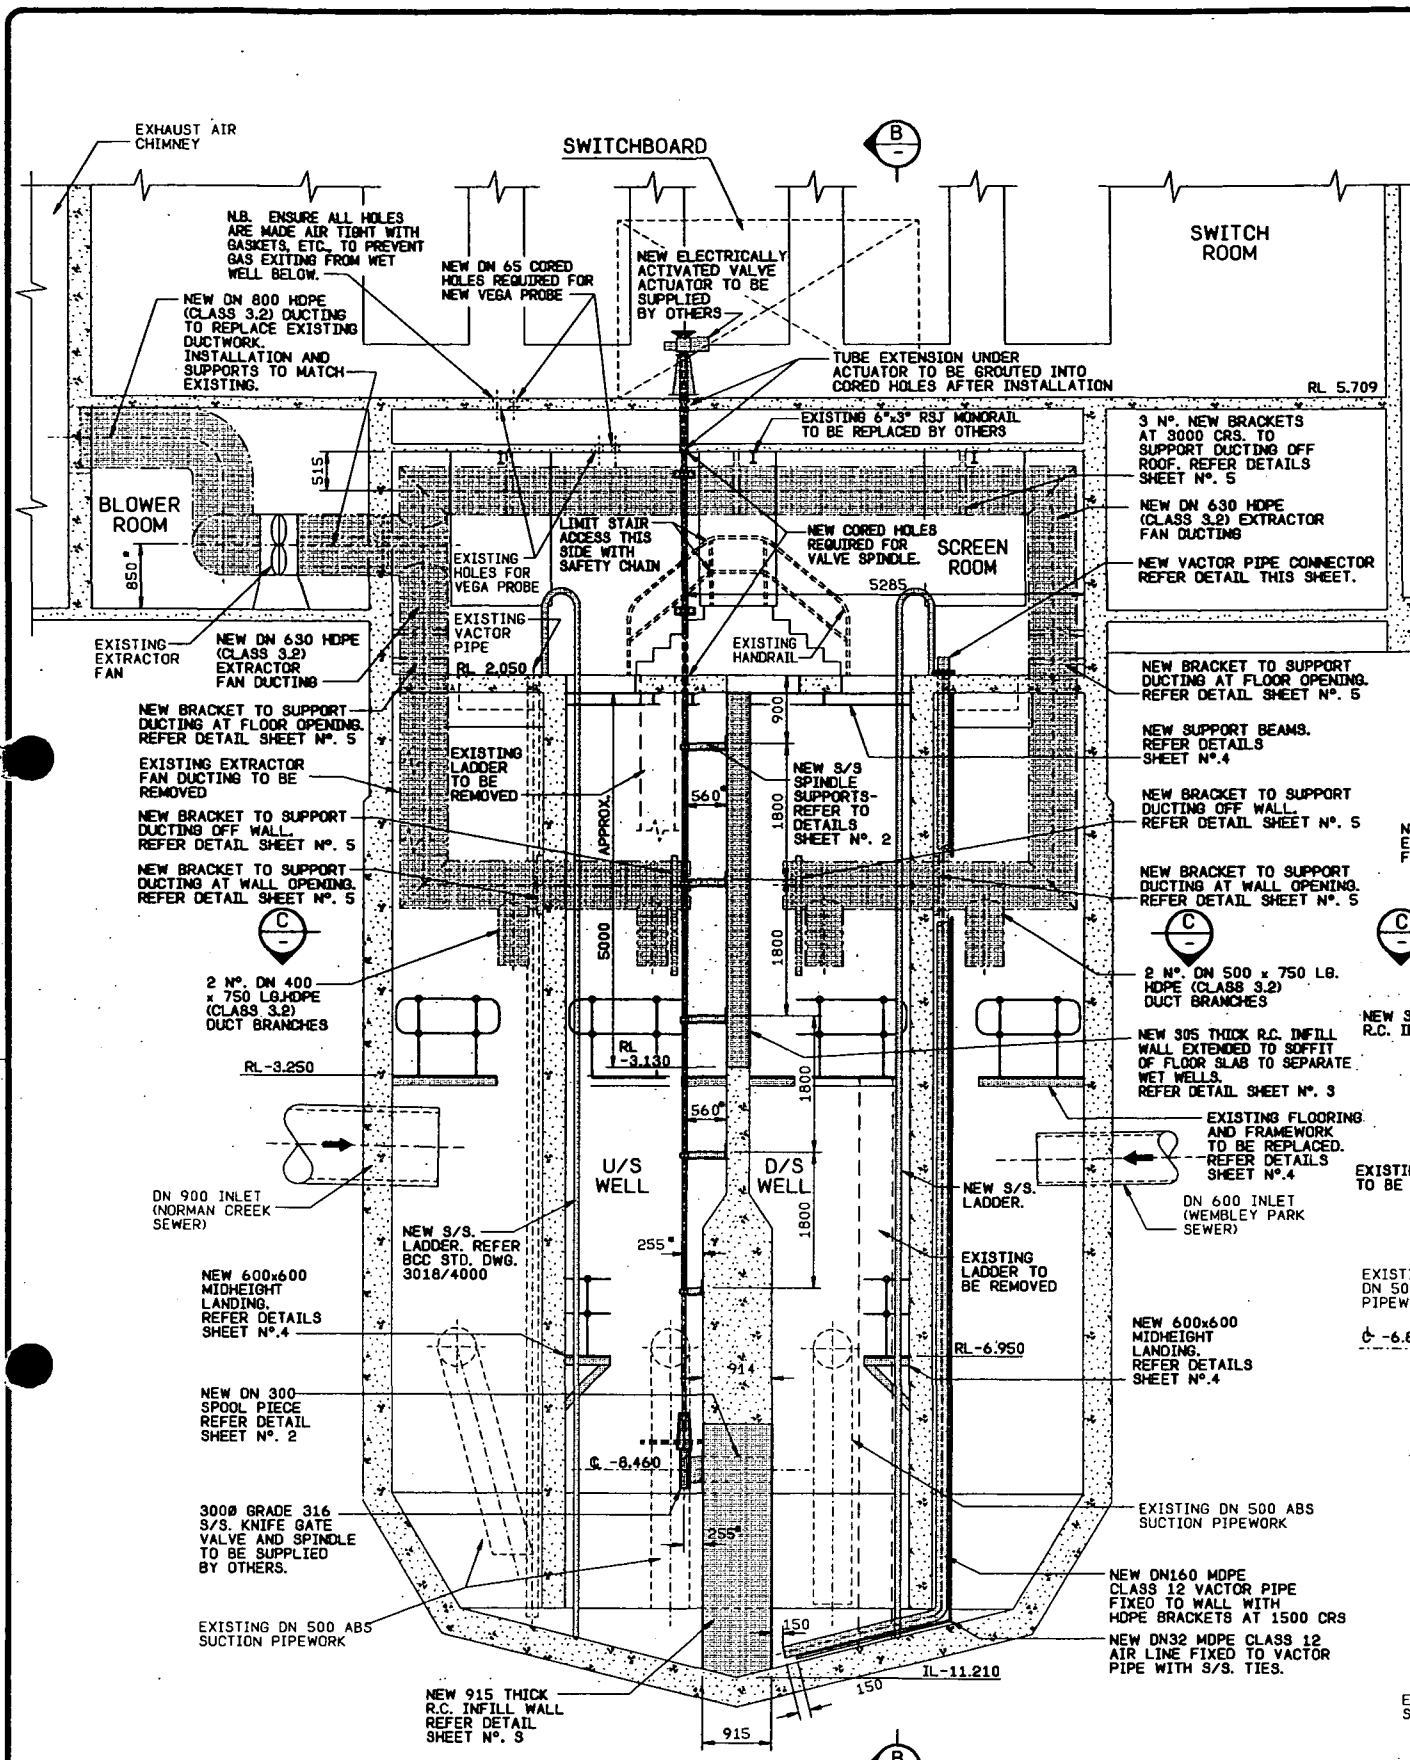 EXHAUST AIR
CHIMNEY
SWITCHBOARD
B
-
SWITCH
ROOM
N.B. ENSURE ALL HOLES
ARE MADE AIR TIGHT WITH
GASKETS, ETC., TO PREVENT
GAS EXITING FROM WET
WELL BELOW.
NEW DN 65 CORED
HOLES REQUIRED FOR
NEW VEGA PROBE
NEW ELECTRICALLY
ACTIVATED VALVE
ACTUATOR TO BE
SUPPLIED
BY OTHERS
NEW DN 800 HDPE
(CLASS 3.2) DUCTING
TO REPLACE EXISTING
DUCTWORK.
INSTALLATION AND
SUPPORTS TO MATCH
EXISTING.
TUBE EXTENSION UNDER
ACTUATOR TO BE GROUTED INTO
CORED HOLES AFTER INSTALLATION
RL 5.709
EXISTING 6"x3" RSJ MONORAIL
TO BE REPLACED BY OTHERS
3 Nº. NEW BRACKETS
AT 3000 CRS. TO
SUPPORT DUCTING OFF
ROOF. REFER DETAILS
SHEET Nº. 5
515
BLOWER
ROOM
850*
LIMIT STAIR
ACCESS THIS
SIDE WITH
SAFETY CHAIN
NEW CORED HOLES
REQUIRED FOR
VALVE SPINDLE.
SCREEN
ROOM
NEW DN 630 HDPE
(CLASS 3.2) EXTRACTOR
FAN DUCTING
EXISTING
HOLES FOR
VEGA PROBE
5285
NEW VACTOR PIPE CONNECTOR
REFER DETAIL THIS SHEET.
EXISTING
VACTOR
PIPE
EXISTING
HANDRAIL
EXISTING
EXTRACTOR
FAN
NEW DN 630 HDPE
(CLASS 3.2)
EXTRACTOR
FAN DUCTING
RL 2.050
NEW BRACKET TO SUPPORT
DUCTING AT FLOOR OPENING.
REFER DETAIL SHEET Nº. 5
NEW BRACKET TO SUPPORT
DUCTING AT FLOOR OPENING.
REFER DETAIL SHEET Nº. 5
900
NEW SUPPORT BEAMS.
REFER DETAILS
SHEET Nº.4
EXISTING EXTRACTOR
FAN DUCTING TO BE
REMOVED
EXISTING
LADDER
TO BE
REMOVED
NEW S/S
SPINDLE
SUPPORTS-
REFER TO
DETAILS
SHEET Nº. 2
560*
1800
APPROX.
5000
NEW BRACKET TO SUPPORT
DUCTING OFF WALL.
REFER DETAIL SHEET Nº. 5
NEW BRACKET TO SUPPORT
DUCTING OFF WALL.
REFER DETAIL SHEET Nº. 5
N
E
F
NEW BRACKET TO SUPPORT
DUCTING AT WALL OPENING.
REFER DETAIL SHEET Nº. 5
NEW BRACKET TO SUPPORT
DUCTING AT WALL OPENING.
REFER DETAIL SHEET Nº. 5
C
-
C
-
C
-
1800
2 Nº. DN 400
x 750 LG.HDPE
(CLASS 3.2)
DUCT BRANCHES
2 Nº. DN 500 x 750 LG.
HDPE (CLASS 3.2)
DUCT BRANCHES
NEW 3
R.C. I
RL-3.250
RL
-3.130
NEW 305 THICK R.C. INFILL
WALL EXTENDED TO SOFFIT
OF FLOOR SLAB TO SEPARATE
WET WELLS.
REFER DETAIL SHEET Nº. 3
1800
560*
EXISTING FLOORING
AND FRAMEWORK
TO BE REPLACED.
REFER DETAILS
SHEET Nº.4
EXISTI
TO BE
U/S
WELL
D/S
WELL
DN 900 INLET
(NORMAN CREEK
SEWER)
NEW S/S.
LADDER.
DN 600 INLET
(WEMBLEY PARK
SEWER)
1800
NEW S/S.
LADDER. REFER
BCC STD. DWG.
3018/4000
255*
EXISTING
LADDER TO
BE REMOVED
NEW 600x600
MIDHEIGHT
LANDING.
REFER DETAILS
SHEET Nº.4
EXIST
DN 50
PIPEW
℄ -6.8
NEW 600x600
MIDHEIGHT
LANDING.
REFER DETAILS
SHEET Nº.4
RL-6.950
914
NEW DN 300
SPOOL PIECE
REFER DETAIL
SHEET Nº. 2
℄ -8.460
300Ø GRADE 316
S/S. KNIFE GATE
VALVE AND SPINDLE
TO BE SUPPLIED
BY OTHERS.
255*
EXISTING DN 500 ABS
SUCTION PIPEWORK
EXISTING DN 500 ABS
SUCTION PIPEWORK
NEW DN160 MDPE
CLASS 12 VACTOR PIPE
FIXED TO WALL WITH
HDPE BRACKETS AT 1500 CRS
150
NEW DN32 MDPE CLASS 12
AIR LINE FIXED TO VACTOR
PIPE WITH S/S. TIES.
IL-11.210
150
NEW 915 THICK
R.C. INFILL WALL
REFER DETAIL
SHEET Nº. 3
915
B
E
S